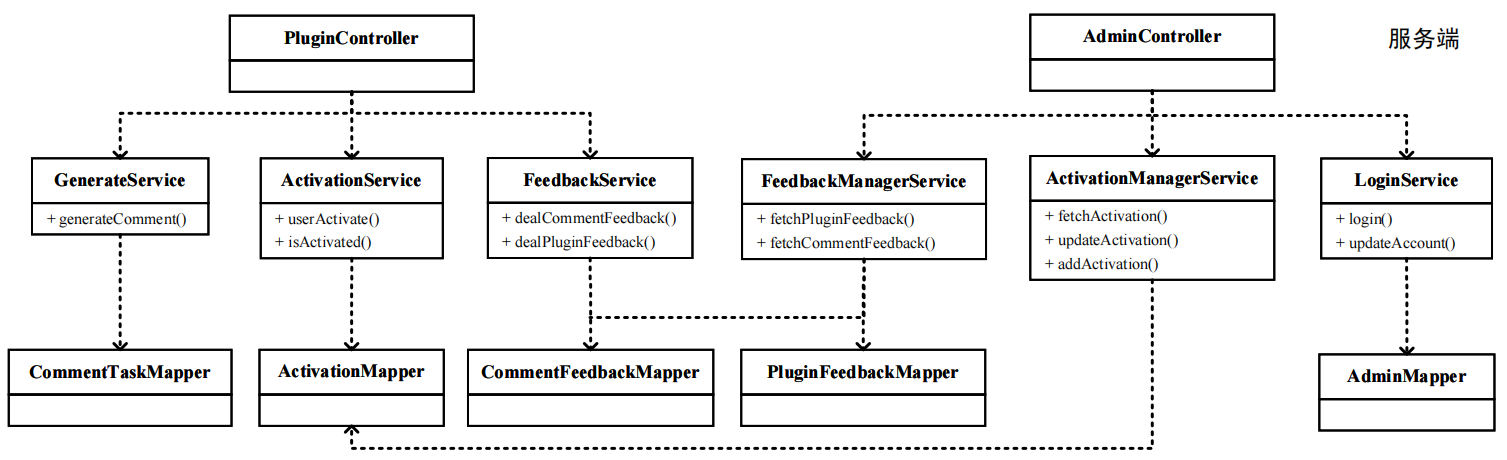 PluginController
AdminController
服务端
GenerateService
+ generateComment()
ActivationService
+ userActivate()
+ isActivated()
FeedbackService
+ dealCommentFeedback()
+ dealPluginFeedback()
FeedbackManagerService
+ fetchPluginFeedback()
+ fetchCommentFeedback()
ActivationManagerService
+ fetchActivation()
+ updateActivation()
+ addActivation()
LoginService
+ login()
+ updateAccount()
CommentTaskMapper
ActivationMapper
CommentFeedbackMapper
PluginFeedbackMapper
AdminMapper